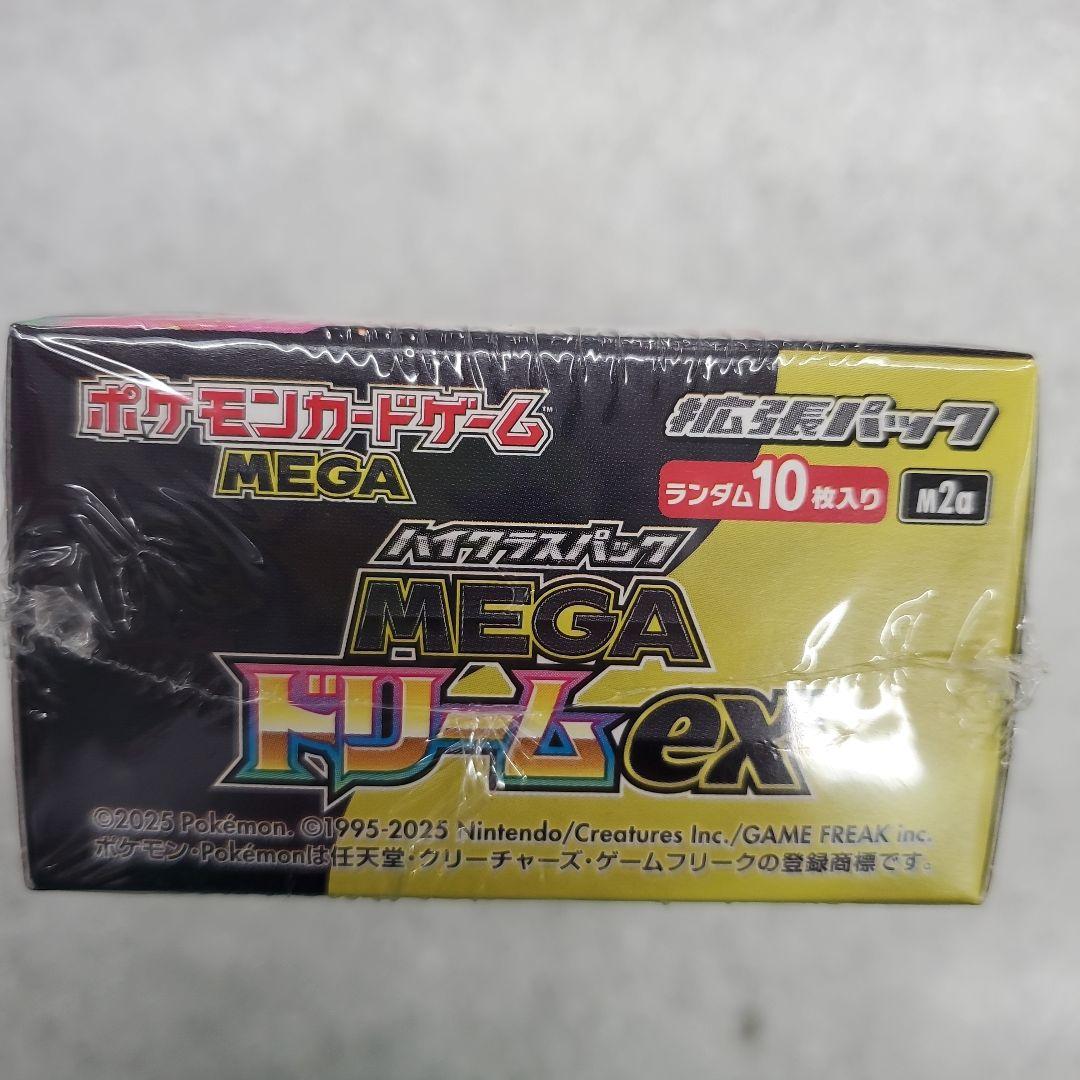 ポケモンカードゲーム™
MEGA
拡張パック
ランダム10枚入り
M2a
ハイクラスパック
MEGA
ドリームex
©2025 Pokémon. ©1995-2025 Nintendo/Creatures Inc./GAME FREAK inc.
ポケモン・Pokémonは任天堂・クリーチャーズ・ゲームフリークの登録商標です。